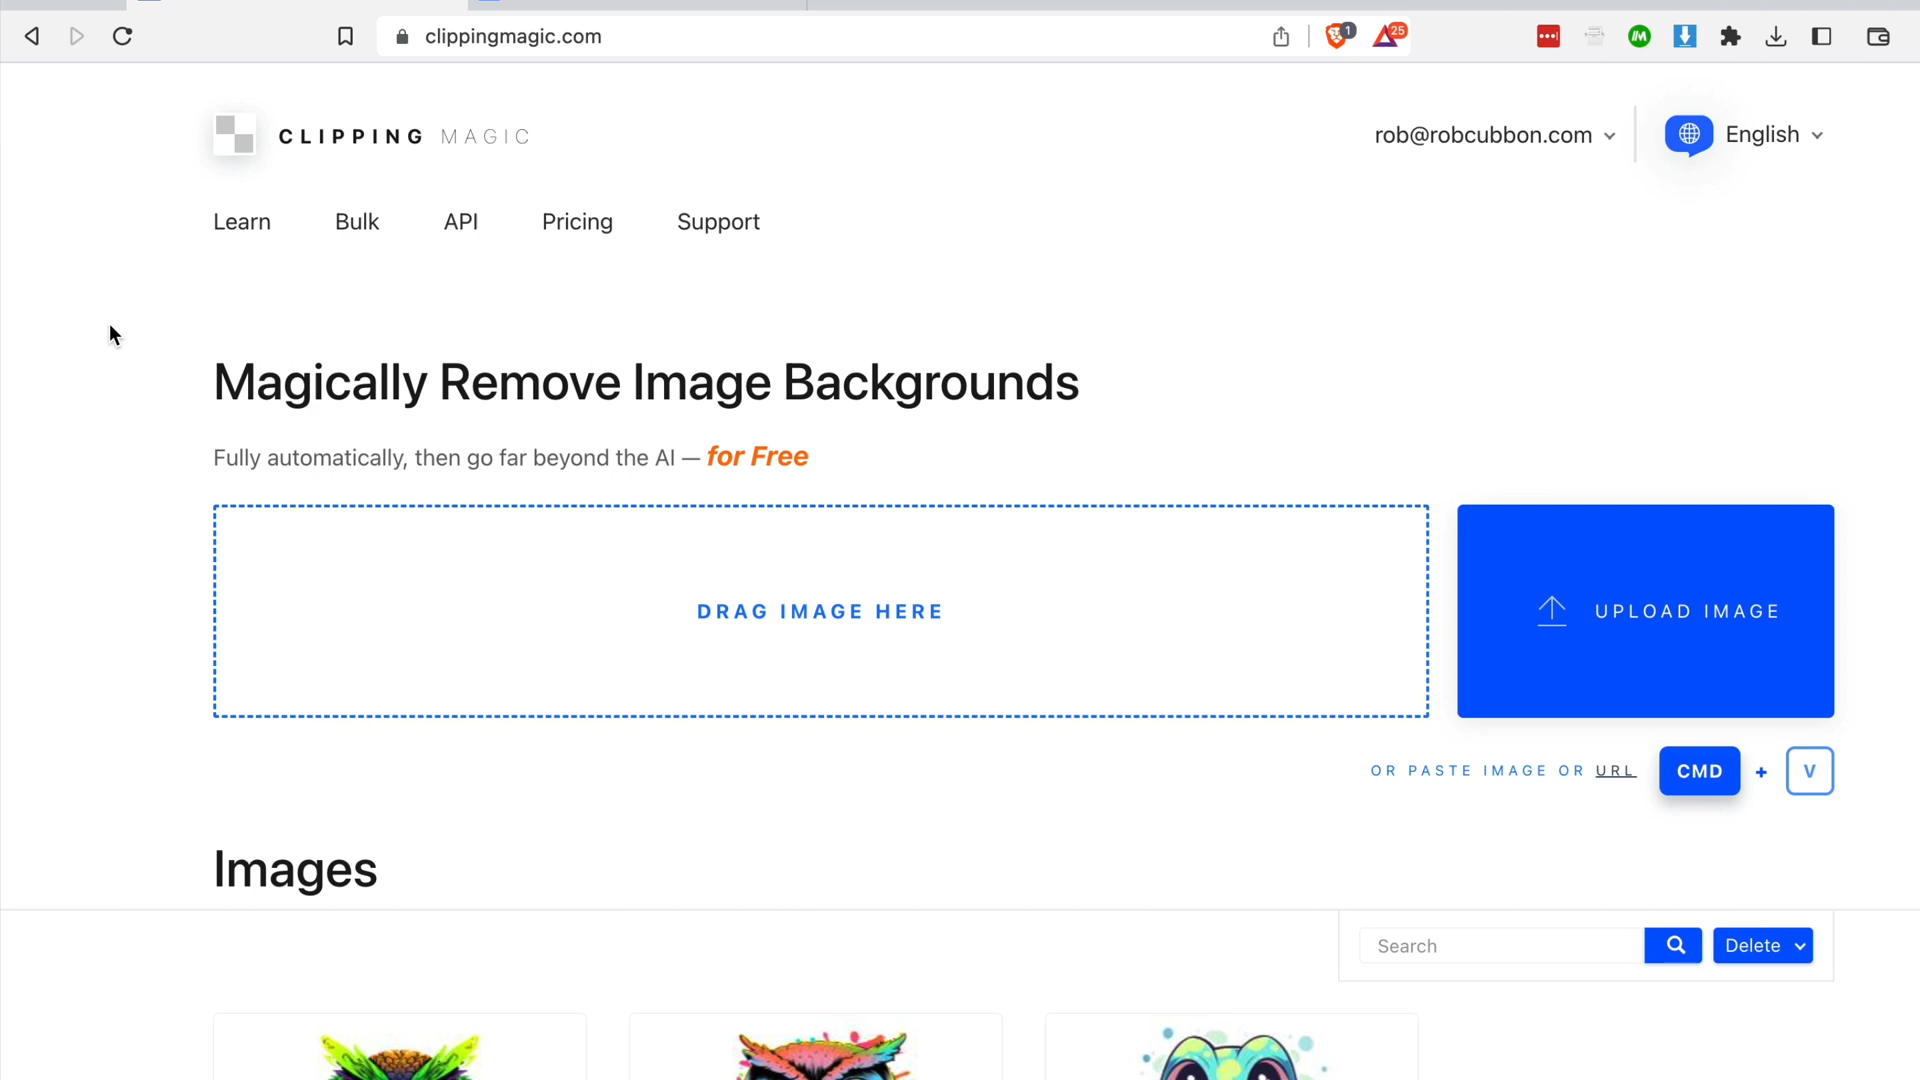 clippingmagic.com
1
25
CLIPPING MAGIC
rob@robcubbon.com
English
Learn
Bulk
API
Pricing
Support
Magically Remove Image Backgrounds
Fully automatically, then go far beyond the AI — for Free
DRAG IMAGE HERE
UPLOAD IMAGE
OR PASTE IMAGE OR URL
CMD + V
Images
Search
Delete